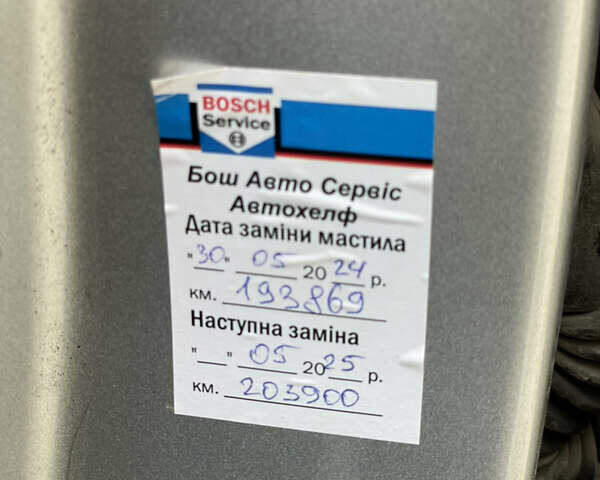 BOSCH
Service
Бош Авто Сервіс
Автохелф
Дата заміни мастила
"30" 05 2024 р.
км. 193869
Наступна заміна
"__" 05 2025 р.
км. 203900